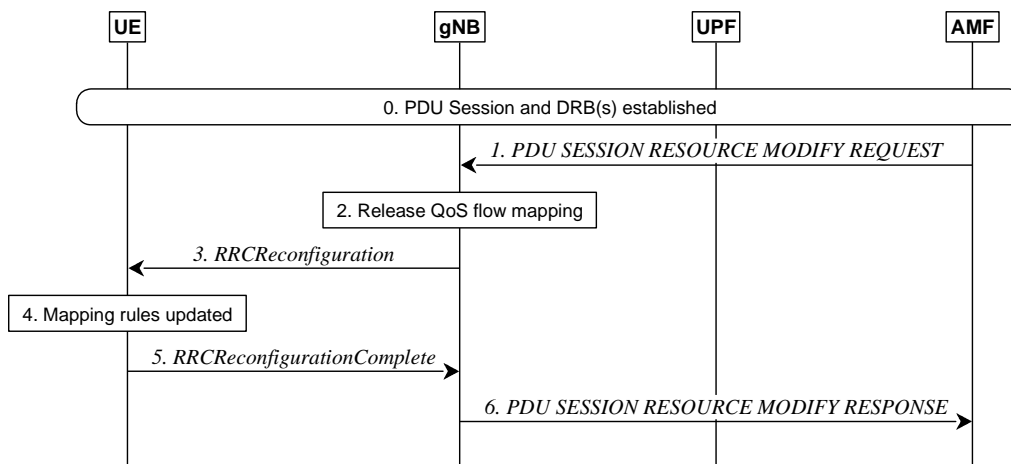 UE gNB UPF AMF
0. PDU Session and DRB(s) established
1. PDU SESSION RESOURCE MODIFY REQUEST
2. Release QoS flow mapping
3. RRCReconfiguration
4. Mapping rules updated
5. RRCReconfigurationComplete
6. PDU SESSION RESOURCE MODIFY RESPONSE